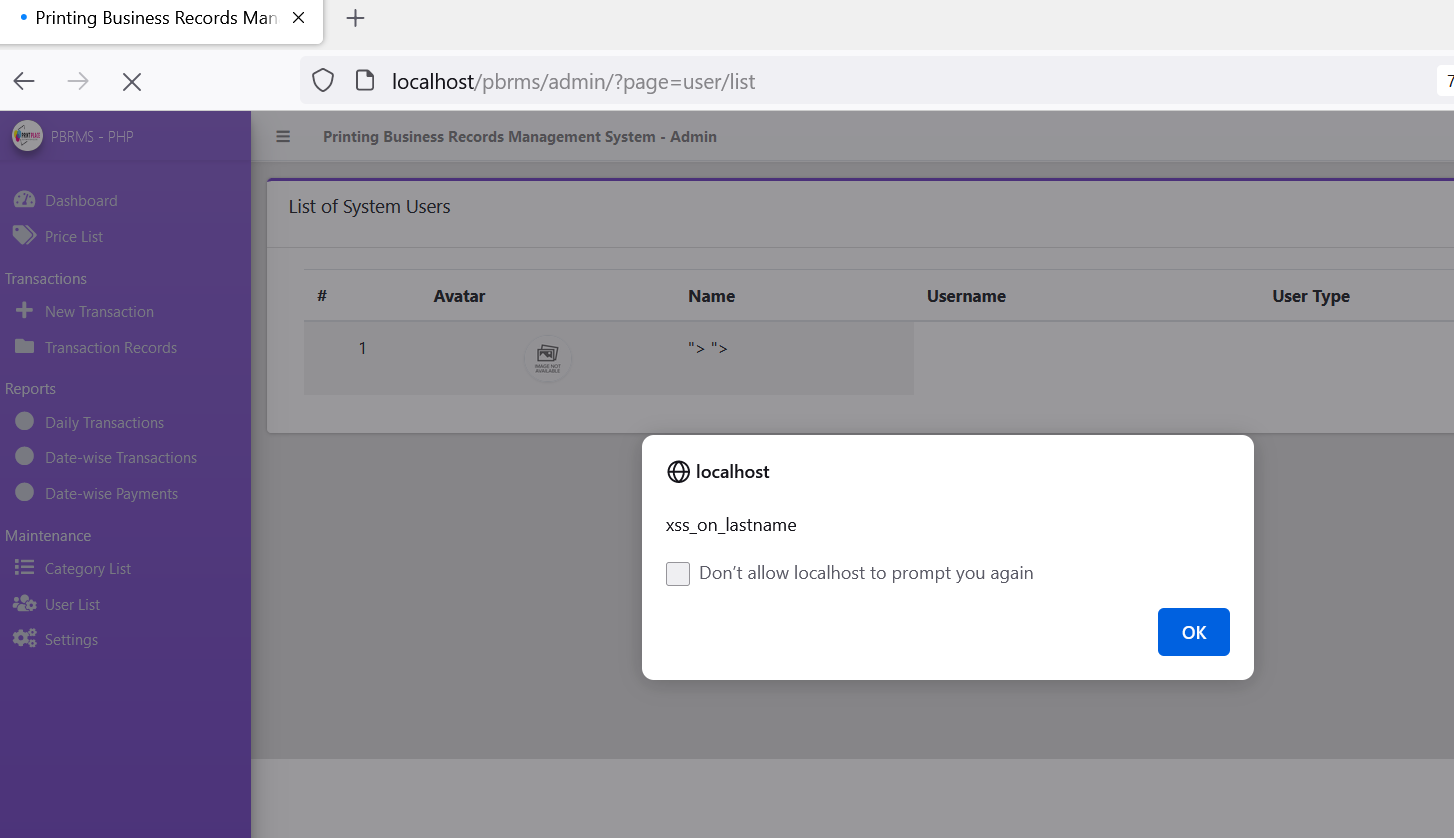 Printing Business Records Man
localhost/pbrms/admin/?page=user/list
7
PBRMS - PHP
Printing Business Records Management System - Admin
Dashboard
Price List
Transactions
New Transaction
Transaction Records
Reports
Daily Transactions
Date-wise Transactions
Date-wise Payments
Maintenance
Category List
User List
Settings
List of System Users
# Avatar Name Username User Type
1 IMAGE NOT AVAILABLE "> ">
localhost
xss_on_lastname
Don't allow localhost to prompt you again
OK